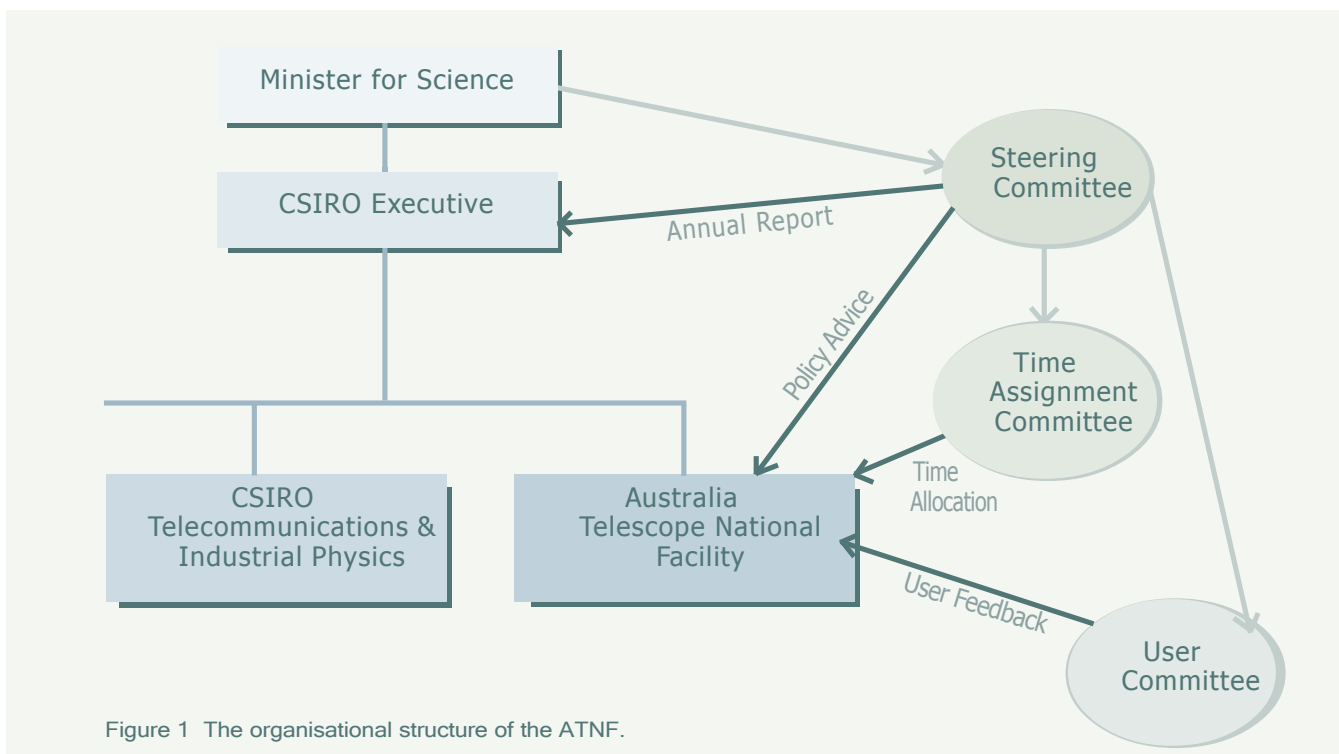 Minister for Science
Steering
Committee
CSIRO Executive
Annual Report
Policy Advice
Time
Assignment
Committee
Time
Allocation
CSIRO
Telecommunications &
Industrial Physics
Australia
Telescope National
Facility
User Feedback
User
Committee
Figure 1 The organisational structure of the ATNF.